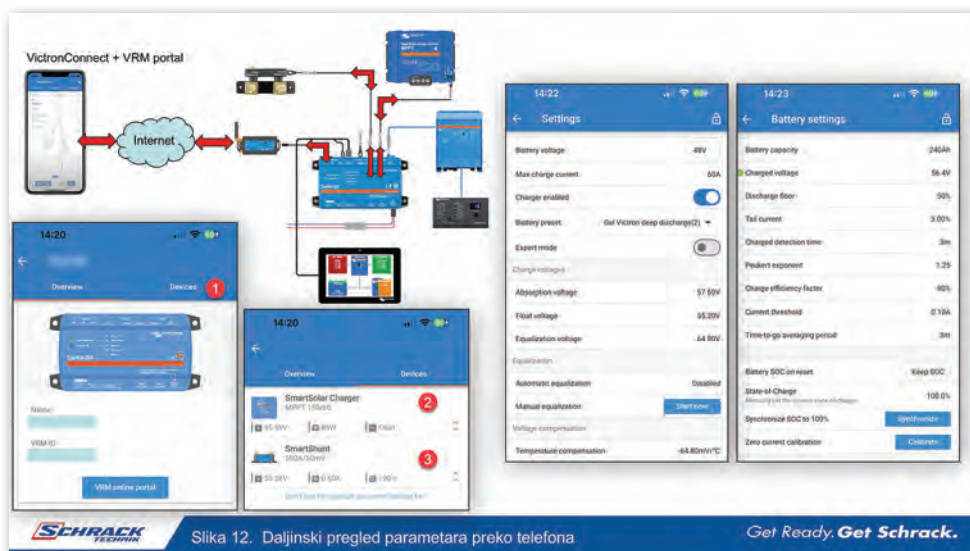 VictronConnect + VRM portal
Internet
14:20
Overview
Devices
1
Name:
VRM ID
VRM online portal
14:20
Overview
Devices
SmartSolar Charger
2
SmartShunt
3
500A/50mV
100%
14:22
Settings
Battery voltage 48V
Max charge current 60A
Charger enabled
Battery preset Gel Victron deep discharge(2)
Expert mode
Charge voltages
Absorption voltage 57.60V
Float voltage 55.20V
Equalization voltage 64.80V
Equalization
Automatic equalization Disabled
Manual equalization Start now
Voltage compensation
Temperature compensation -64.80mV/°C
14:23
Battery settings
Battery capacity 240Ah
Charged voltage 56.4V
Discharge floor 50%
Tail current 3.00%
Charged detection time 3m
Peukert exponent 1.25
Charge efficiency factor 80%
Current threshold 0.10A
Time-to-go averaging period 3m
Battery SOC on reset Keep SOC
State-of-Charge 100.0%
Synchronize SOC to 100% Synchronize
Zero current calibration Calibrate
SCHRACK
TECHNIK
Slika 12. Daljinski pregled parametara preko telefona
Get Ready. Get Schrack.